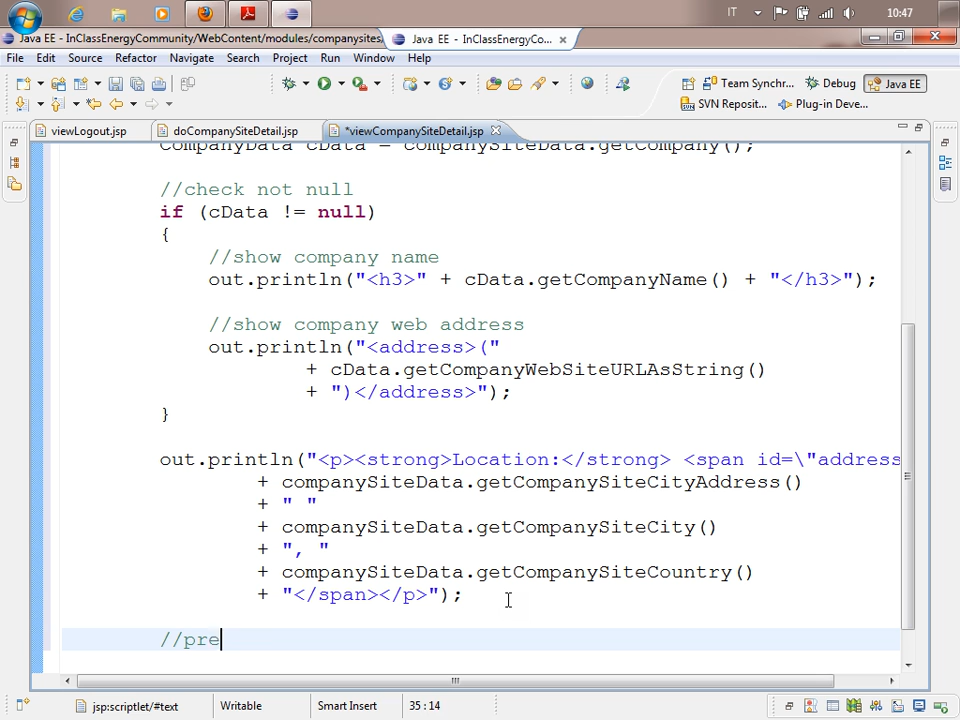 IT
10:47
Java EE - InClassEnergyCommunity/WebContent/modules/companysites/
Java EE - InClassEnergyCo...
File Edit Source Refactor Navigate Search Project Run Window Help
Team Synchr... Debug Java EE
SVN Reposit... Plug-in Deve...
viewLogout.jsp doCompanySiteDetail.jsp *viewCompanySiteDetail.jsp
CompanyData cData = companySiteData.getCompany();
//check not null
if (cData != null)
{
//show company name
out.println("<h3>" + cData.getCompanyName() + "</h3>");
//show company web address
out.println("<address>("
+ cData.getCompanyWebSiteURLAsString()
+ ")</address>");
}
out.println("<p><strong>Location:</strong> <span id=\"address
+ companySiteData.getCompanySiteCityAddress()
+ " "
+ companySiteData.getCompanySiteCity()
+ ", "
+ companySiteData.getCompanySiteCountry()
+ "</span></p>");
//pre
jsp:scriptlet/#text Writable Smart Insert 35 : 14